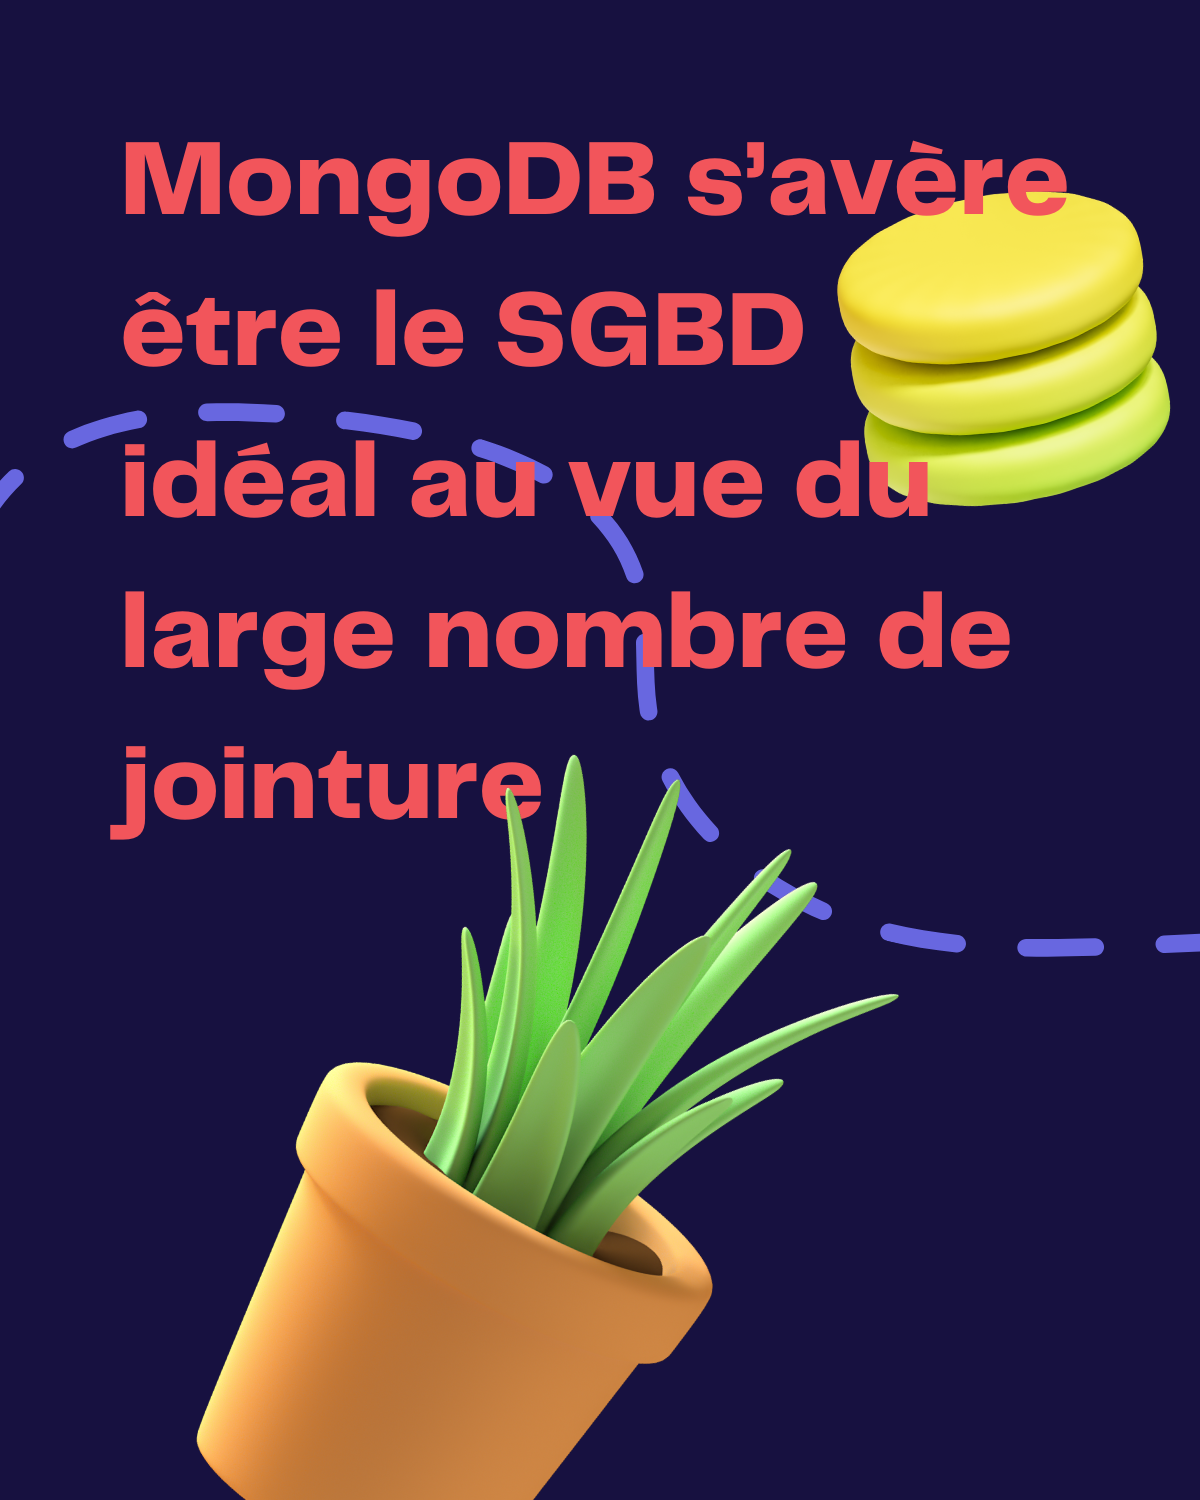 MongoDB s’avère
être le SGBD
idéal au vue du
large nombre de
jointure